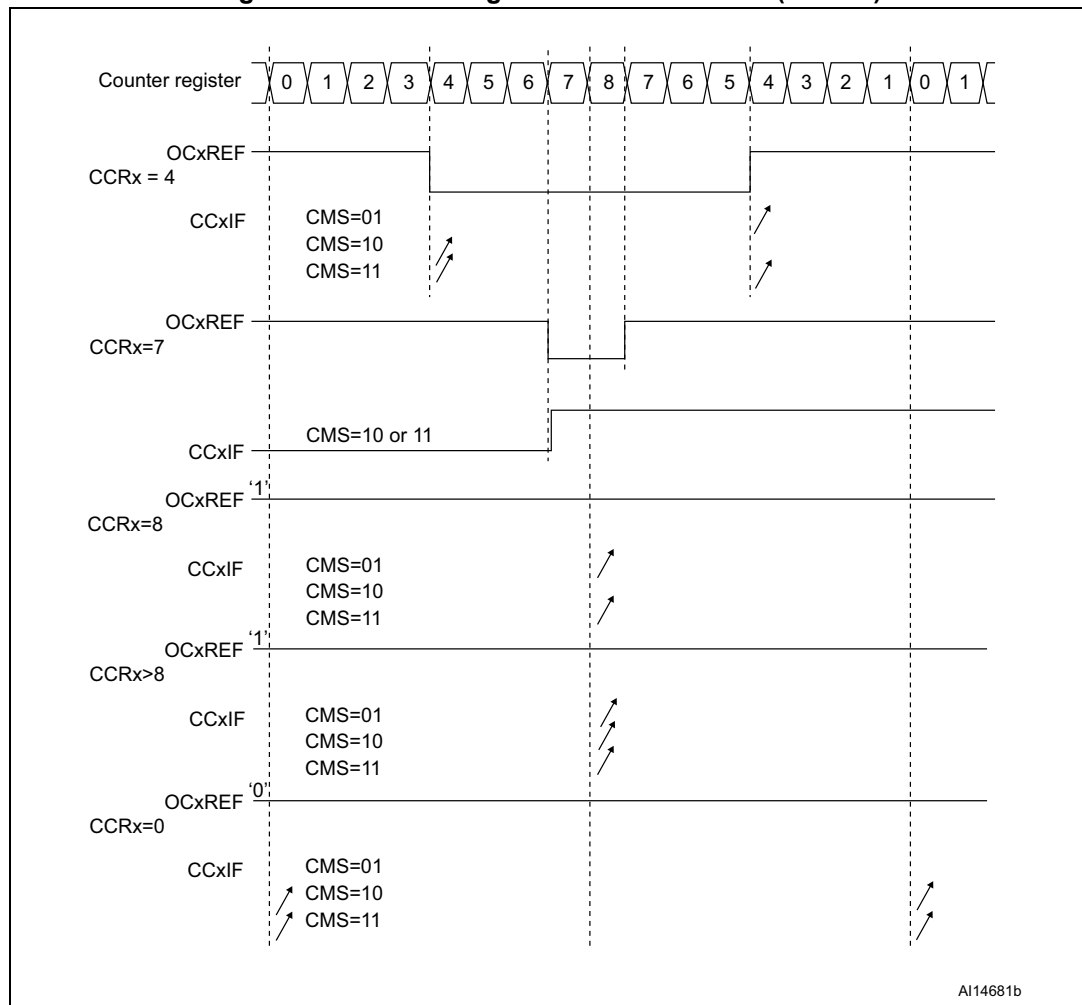 Counter register 0 1 2 3 4 5 6 7 8 7 6 5 4 3 2 1 0 1
OCxREF
CCRx = 4
CCxIF CMS=01
CMS=10
CMS=11
OCxREF
CCRx=7
CMS=10 or 11
CCxIF
OCxREF '1'
CCRx=8
CCxIF CMS=01
CMS=10
CMS=11
OCxREF '1'
CCRx>8
CCxIF CMS=01
CMS=10
CMS=11
OCxREF '0'
CCRx=0
CCxIF CMS=01
CMS=10
CMS=11
AI14681b